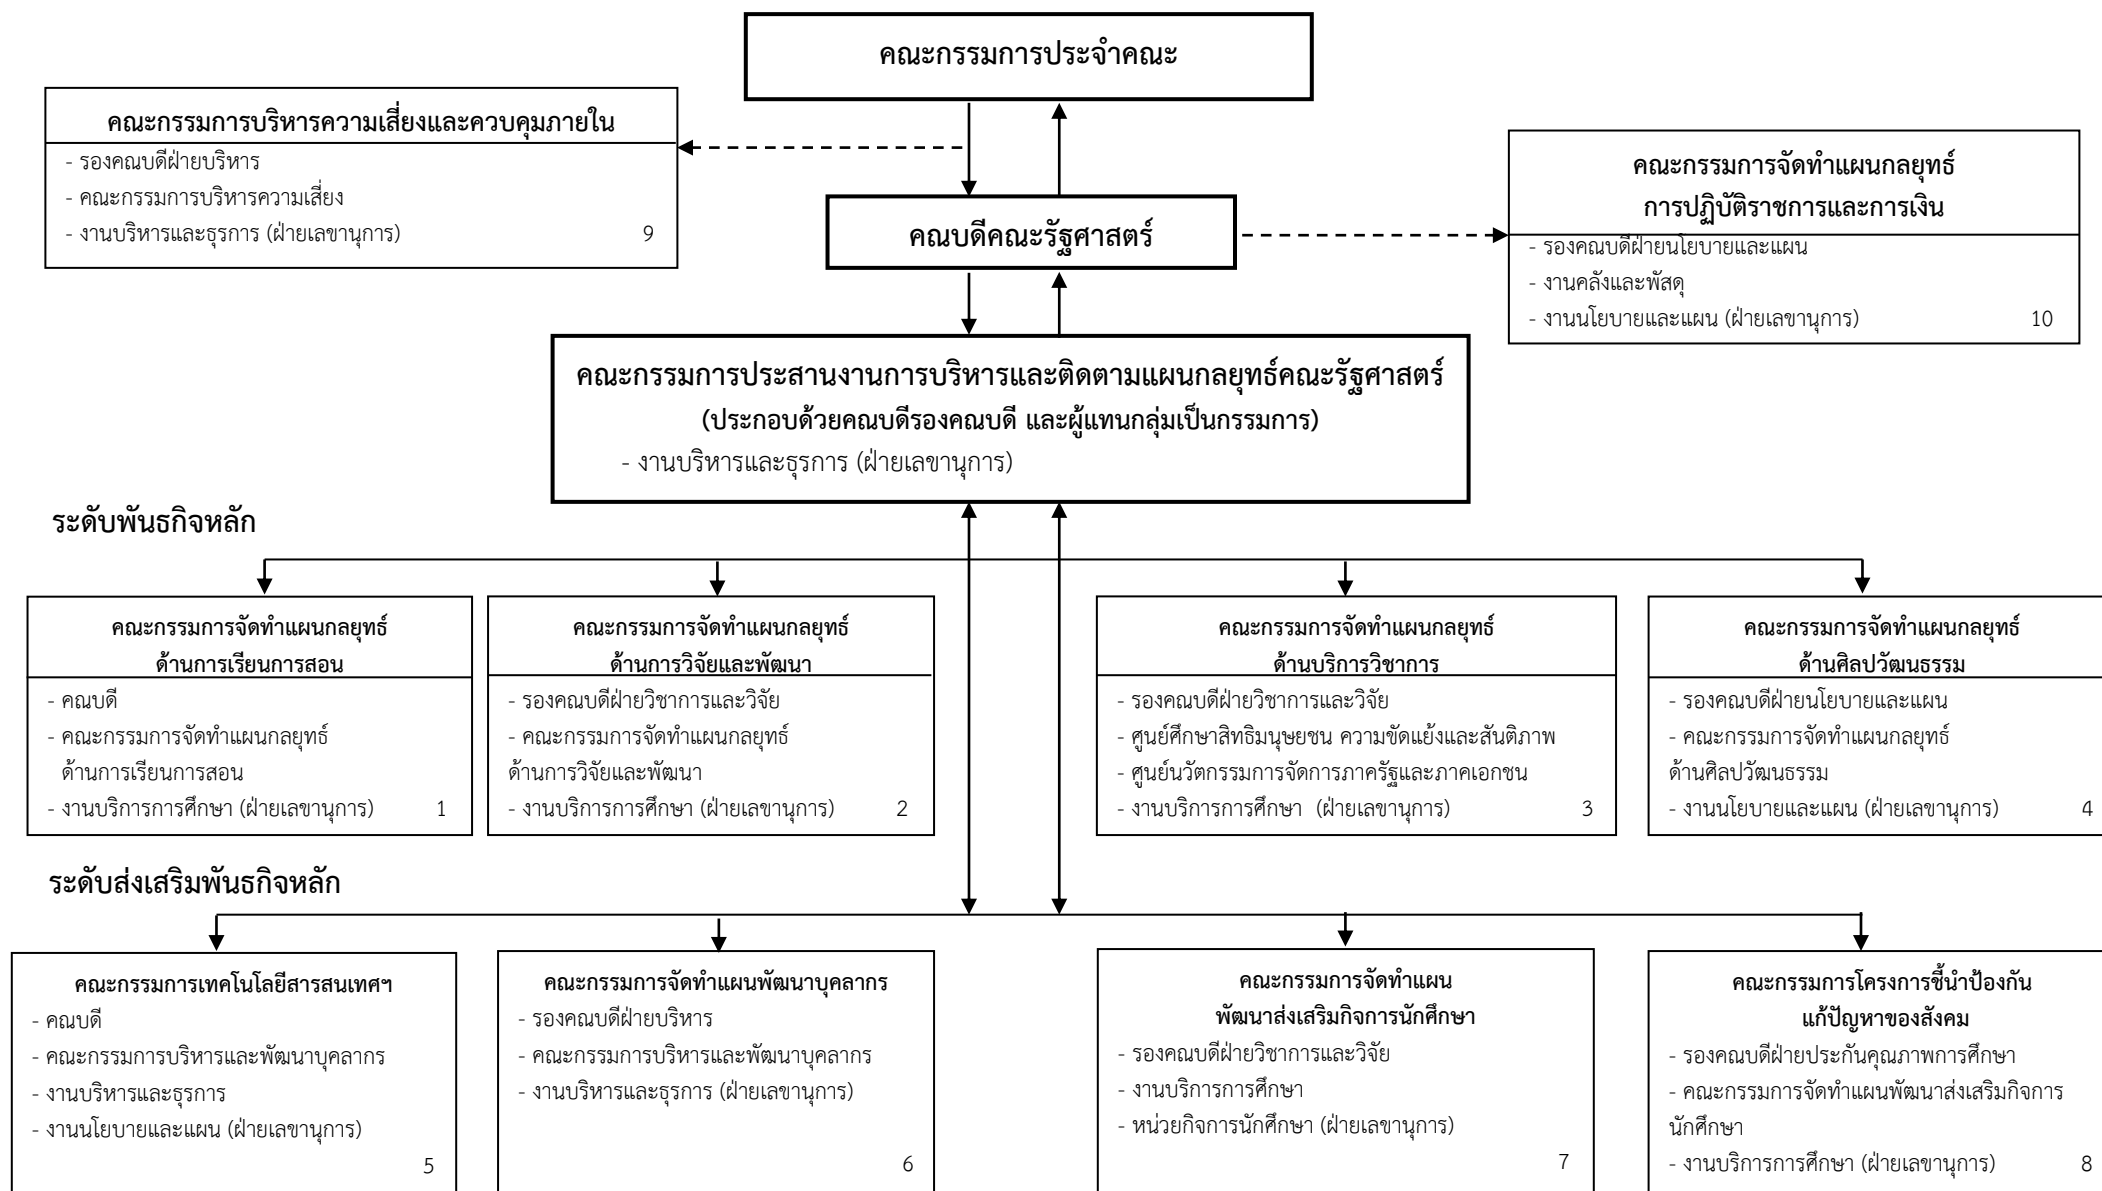 คณะกรรมการประจำคณะ
คณะกรรมการบริหารความเสี่ยงและควบคุมภายใน
- รองคณบดีฝ่ายบริหาร
- คณะกรรมการบริหารความเสี่ยง
- งานบริหารและธุรการ (ฝ่ายเลขานุการ) 9
คณบดีคณะรัฐศาสตร์
คณะกรรมการจัดทำแผนกลยุทธ์
การปฏิบัติราชการและการเงิน
- รองคณบดีฝ่ายนโยบายและแผน
- งานคลังและพัสดุ
- งานนโยบายและแผน (ฝ่ายเลขานุการ) 10
คณะกรรมการประสานงานการบริหารและติดตามแผนกลยุทธ์คณะรัฐศาสตร์
(ประกอบด้วยคณบดีรองคณบดี และผู้แทนกลุ่มเป็นกรรมการ)
- งานบริหารและธุรการ (ฝ่ายเลขานุการ)
ระดับพันธกิจหลัก
คณะกรรมการจัดทำแผนกลยุทธ์
ด้านการเรียนการสอน
- คณบดี
- คณะกรรมการจัดทำแผนกลยุทธ์
ด้านการเรียนการสอน
- งานบริการการศึกษา (ฝ่ายเลขานุการ) 1
คณะกรรมการจัดทำแผนกลยุทธ์
ด้านการวิจัยและพัฒนา
- รองคณบดีฝ่ายวิชาการและวิจัย
- คณะกรรมการจัดทำแผนกลยุทธ์
ด้านการวิจัยและพัฒนา
- งานบริการการศึกษา (ฝ่ายเลขานุการ) 2
คณะกรรมการจัดทำแผนกลยุทธ์
ด้านบริการวิชาการ
- รองคณบดีฝ่ายวิชาการและวิจัย
- ศูนย์ศึกษาสิทธิมนุษยชน ความขัดแย้งและสันติภาพ
- ศูนย์นวัตกรรมการจัดการภาครัฐและภาคเอกชน
- งานบริการการศึกษา (ฝ่ายเลขานุการ) 3
คณะกรรมการจัดทำแผนกลยุทธ์
ด้านศิลปวัฒนธรรม
- รองคณบดีฝ่ายนโยบายและแผน
- คณะกรรมการจัดทำแผนกลยุทธ์
ด้านศิลปวัฒนธรรม
- งานนโยบายและแผน (ฝ่ายเลขานุการ) 4
ระดับส่งเสริมพันธกิจหลัก
คณะกรรมการเทคโนโลยีสารสนเทศฯ
- คณบดี
- คณะกรรมการบริหารและพัฒนาบุคลากร
- งานบริหารและธุรการ
- งานนโยบายและแผน (ฝ่ายเลขานุการ)
5
คณะกรรมการจัดทำแผนพัฒนาบุคลากร
- รองคณบดีฝ่ายบริหาร
- คณะกรรมการบริหารและพัฒนาบุคลากร
- งานบริหารและธุรการ (ฝ่ายเลขานุการ)
6
คณะกรรมการจัดทำแผน
พัฒนาส่งเสริมกิจการนักศึกษา
- รองคณบดีฝ่ายวิชาการและวิจัย
- งานบริการการศึกษา
- หน่วยกิจการนักศึกษา (ฝ่ายเลขานุการ)
7
คณะกรรมการโครงการชี้นำป้องกัน
แก้ปัญหาของสังคม
- รองคณบดีฝ่ายประกันคุณภาพการศึกษา
- คณะกรรมการจัดทำแผนพัฒนาส่งเสริมกิจการ
นักศึกษา
- งานบริการการศึกษา (ฝ่ายเลขานุการ) 8